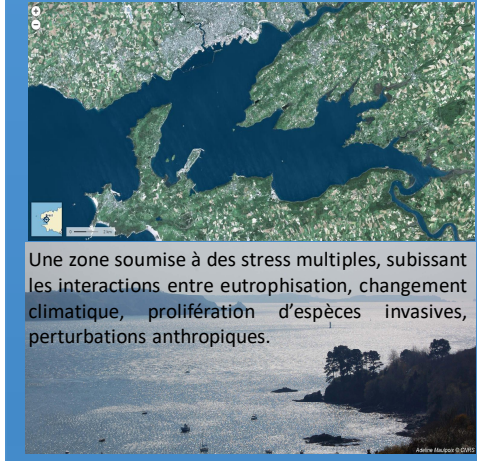 Une zone soumise à des stress multiples, subissant
les interactions entre eutrophisation, changement
climatique, prolifération d'espèces invasives,
perturbations anthropiques.
Adeline Maulpoix © CNRS